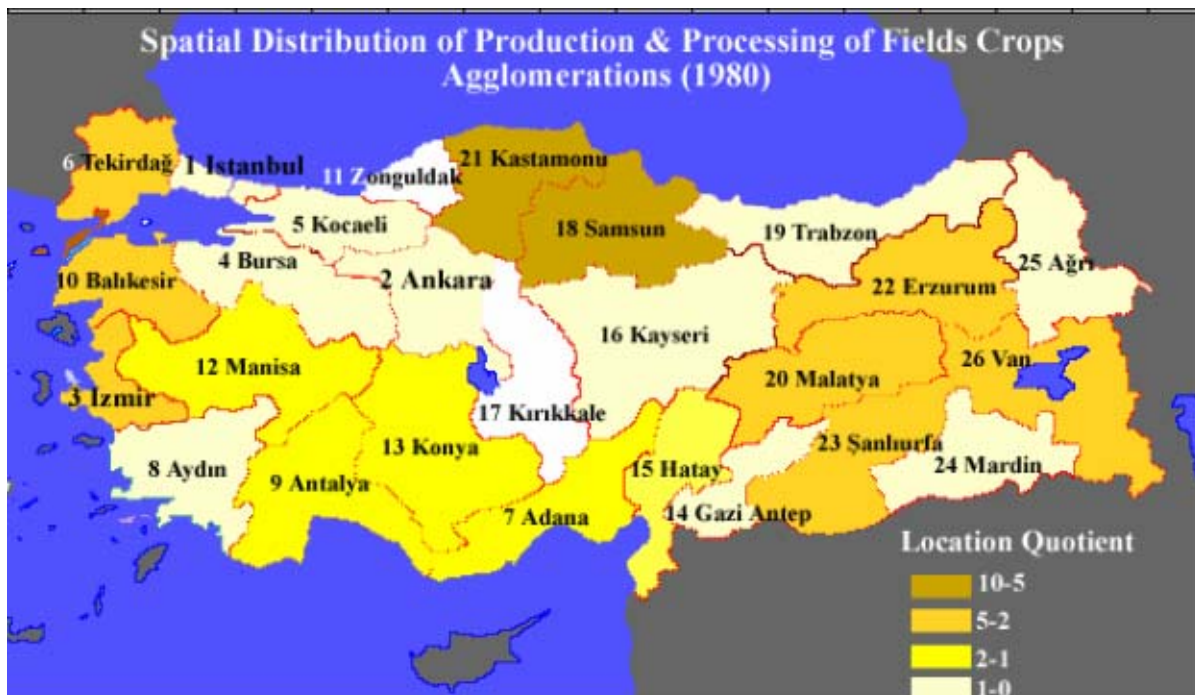 Spatial Distribution of Production & Processing of Fields Crops
Agglomerations (1980)
21 Kastamonu
6 Tekirdağ
1 Istanbul
11 Zonguldak
5 Kocaeli
18 Samsun
19 Trabzon
4 Bursa
2 Ankara
25 Ağrı
10 Balıkesir
22 Erzurum
16 Kayseri
12 Manisa
26 Van
20 Malatya
3 Izmir
17 Kırıkkale
13 Konya
23 Şanlıurfa
8 Aydın
15 Hatay
24 Mardin
9 Antalya
7 Adana
14 Gazi Antep
Location Quotient
10-5
5-2
2-1
1-0